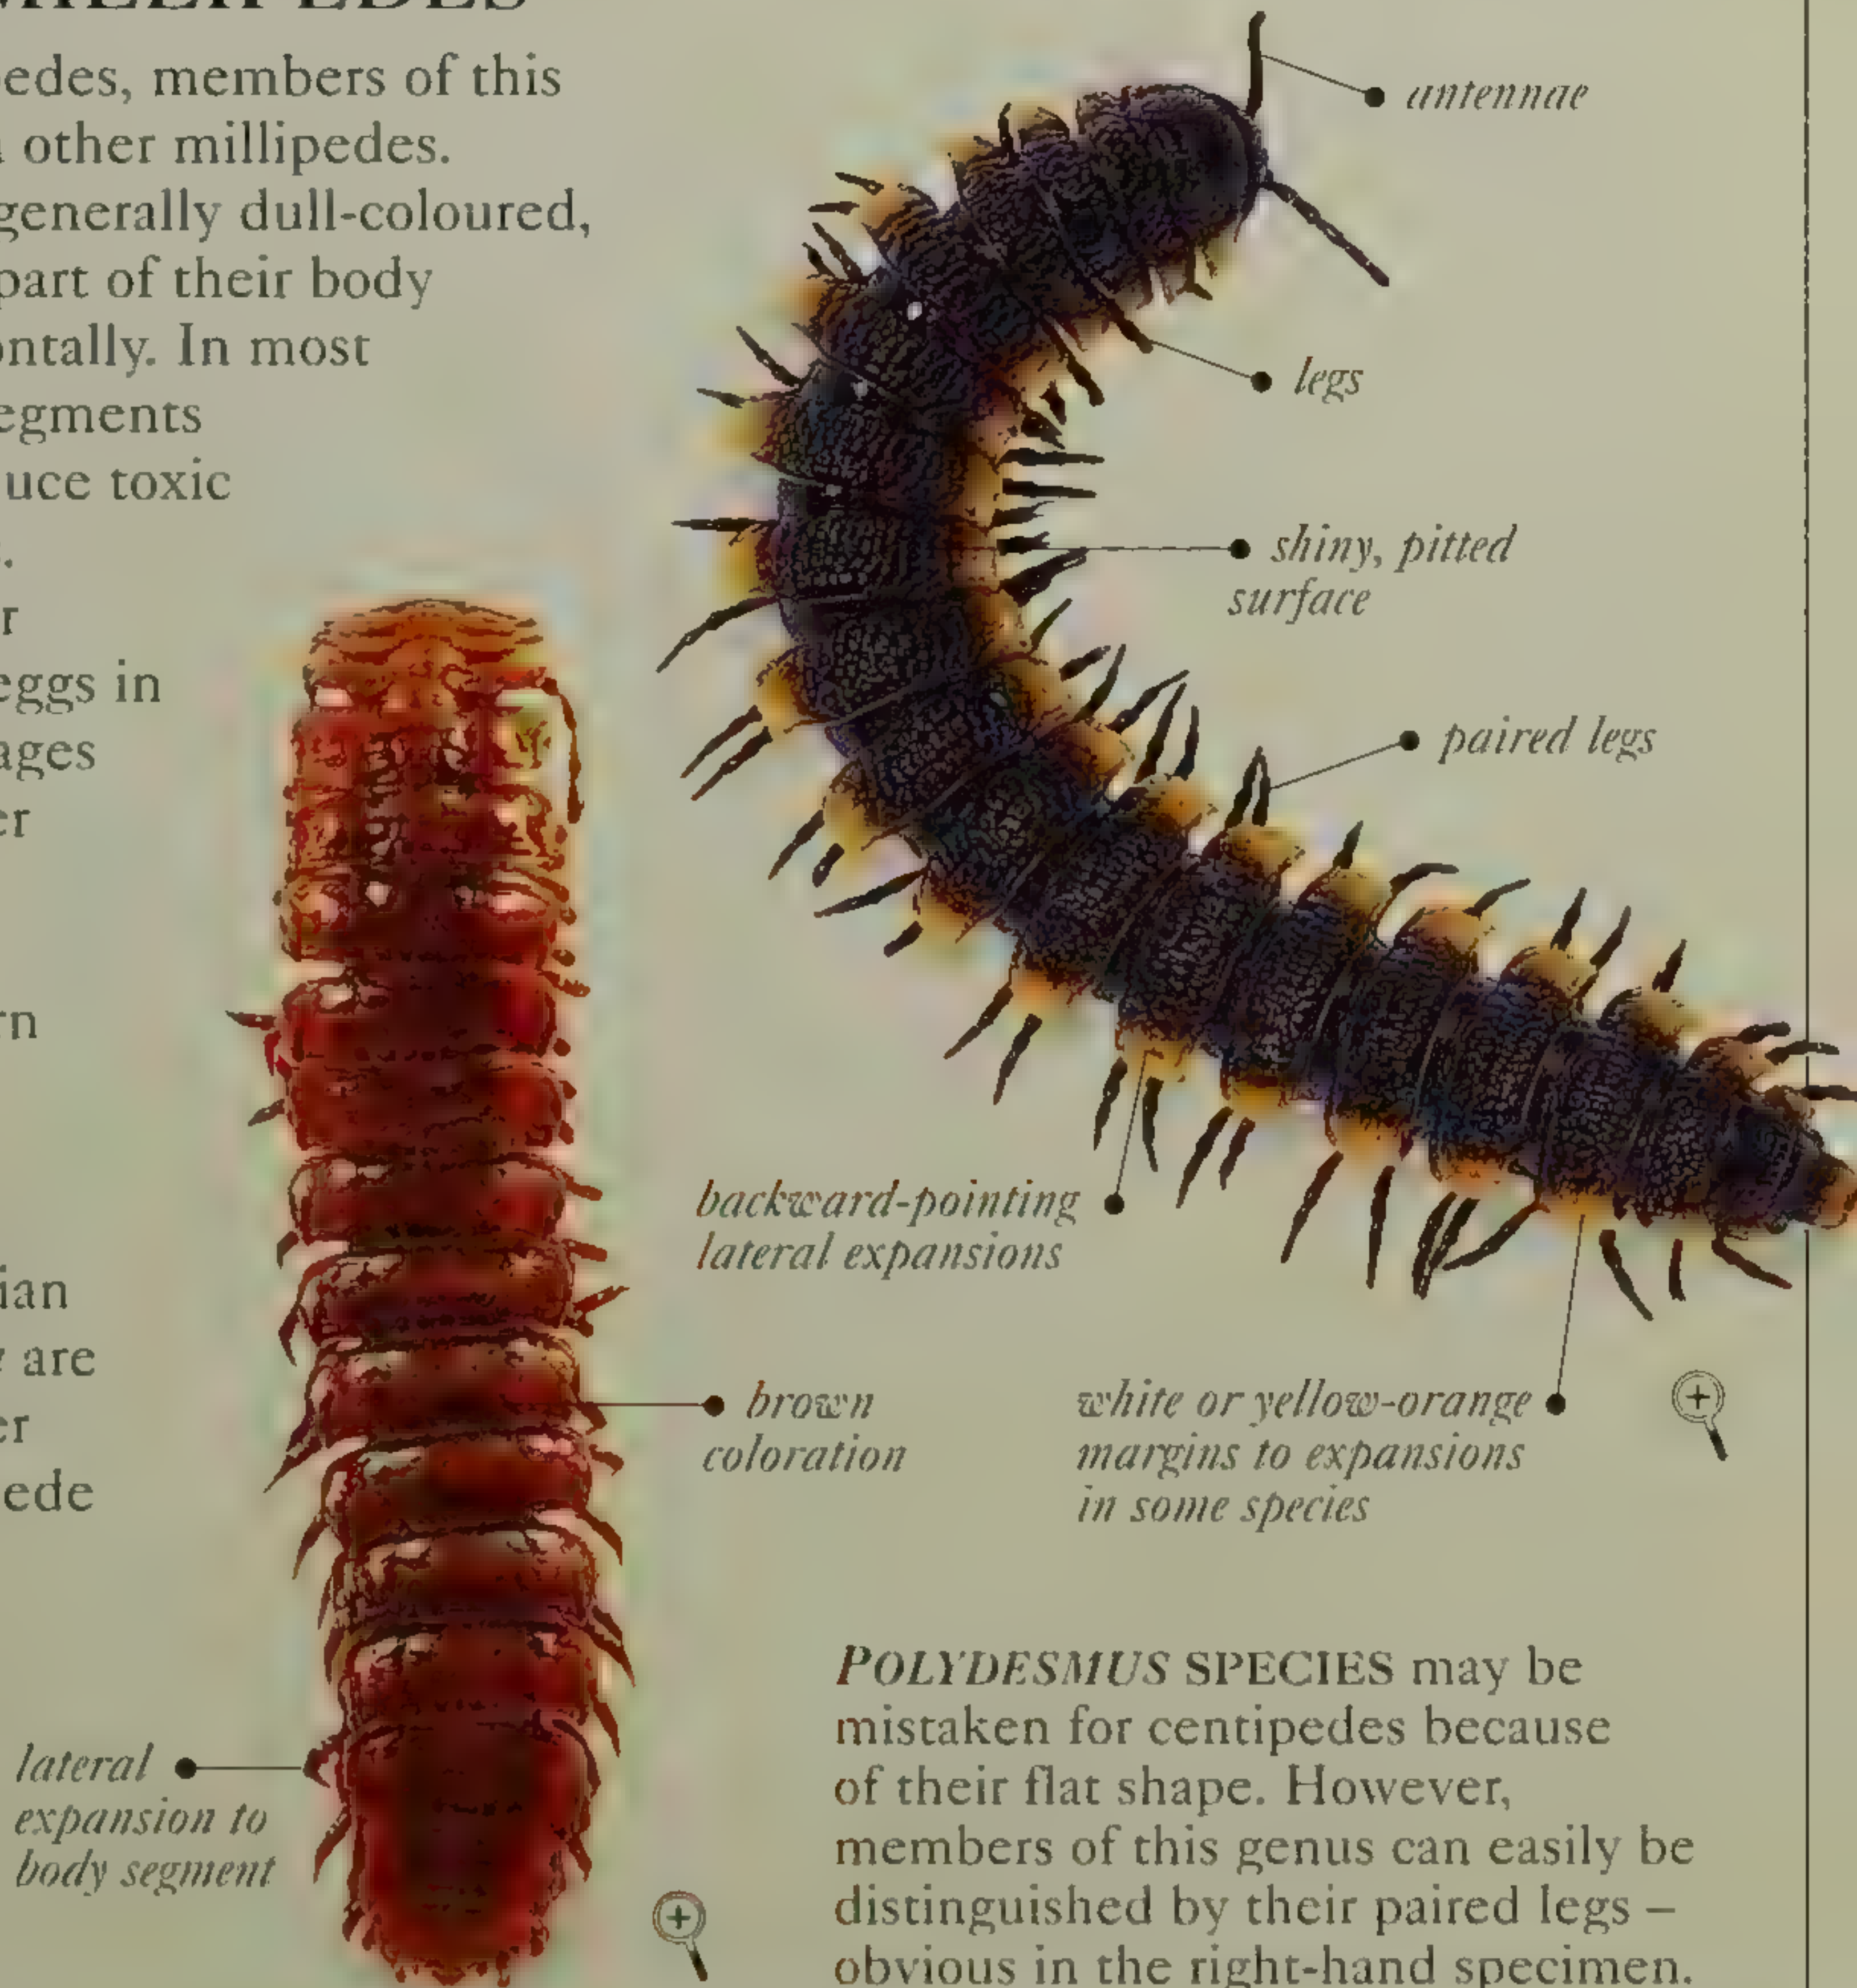 MILLIPEDES
edes, members of this
other millipedes.
generally dull-coloured,
part of their body
ontally. In most
egments
uce toxic
.
r
eggs in
ages
er
rn
ian
are
er
ede
antennae
legs
shiny, pitted
surface
paired legs
backward-pointing
lateral expansions
brown
coloration
white or yellow-orange
margins to expansions
in some species
lateral
expansion to
body segment
POLYDESMUS SPECIES may be
mistaken for centipedes because
of their flat shape. However,
members of this genus can easily be
distinguished by their paired legs –
obvious in the right-hand specimen.